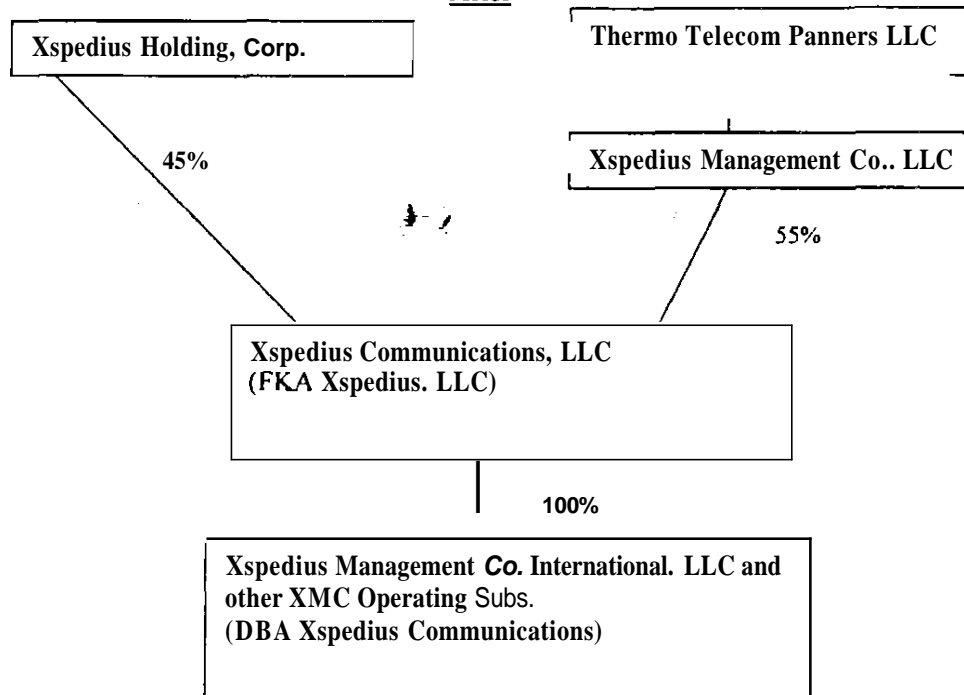 Xspedius Holding, Corp.
Thermo Telecom Panners LLC
45%
Xspedius Management Co.. LLC
55%
Xspedius Communications, LLC
(FKA Xspedius. LLC)
100%
Xspedius Management Co. International. LLC and
other XMC Operating Subs.
(DBA Xspedius Communications)